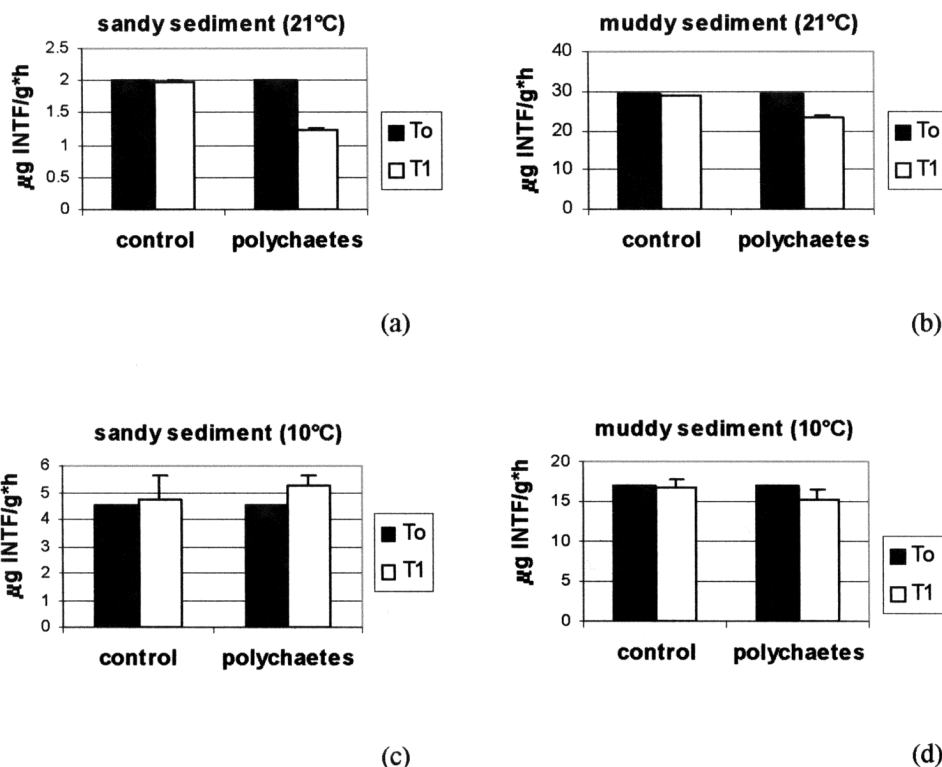 sandy sediment (21°C)
µg INTF/g*h
2.5
2
1.5
1
0.5
0
control polychaetes
To
T1
(a)
muddy sediment (21°C)
µg INTF/g*h
40
30
20
10
0
control polychaetes
To
T1
(b)
sandy sediment (10°C)
µg INTF/g*h
6
5
4
3
2
1
0
control polychaetes
To
T1
(c)
muddy sediment (10°C)
µg INTF/g*h
20
15
10
5
0
control polychaetes
To
T1
(d)